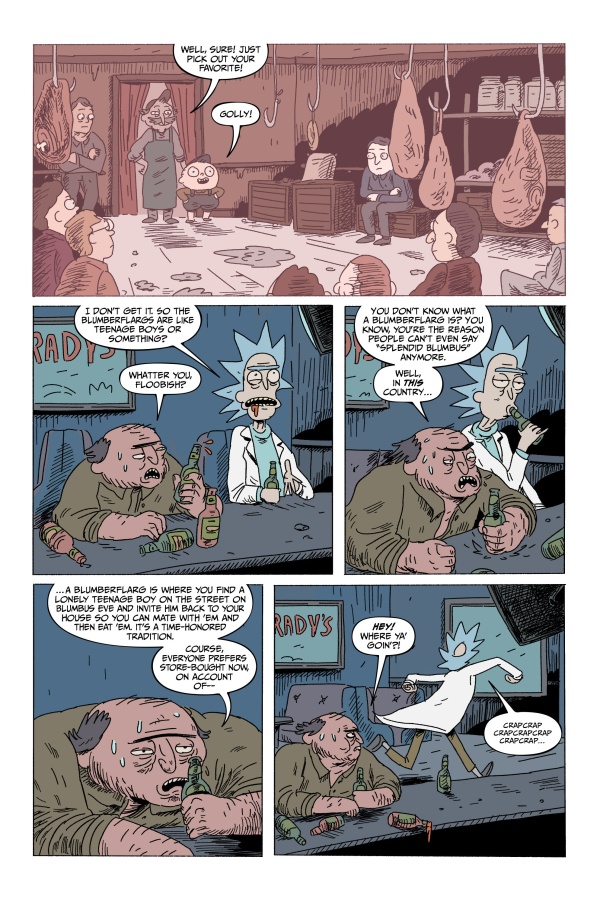 WELL, SURE! JUST
PICK OUT YOUR
FAVORITE!
GOLLY!
I DON'T GET IT. SO THE
BLUMBERFLARGS ARE LIKE
TEENAGE BOYS OR
SOMETHING?
WHATTER YOU,
FLOOBISH?
RADY'S
YOU DON'T KNOW WHAT
A BLUMBERFLARG IS? YOU
KNOW, YOU'RE THE REASON
PEOPLE CAN'T EVEN SAY
"SPLENDID BLUMBUS"
ANYMORE.
WELL,
IN THIS
COUNTRY...
RADY'S
...A BLUMBERFLARG IS WHERE YOU FIND A
LONELY TEENAGE BOY ON THE STREET ON
BLUMBUS EVE AND INVITE HIM BACK TO YOUR
HOUSE SO YOU CAN MATE WITH 'EM AND
THEN EAT 'EM. IT'S A TIME-HONORED
TRADITION.
COURSE,
EVERYONE PREFERS
STORE-BOUGHT NOW,
ON ACCOUNT
OF--
HEY!
WHERE YA'
GOIN'?!
RADY'S
CRAPCRAP
CRAPCRAPCRAP
CRAPCRAP...